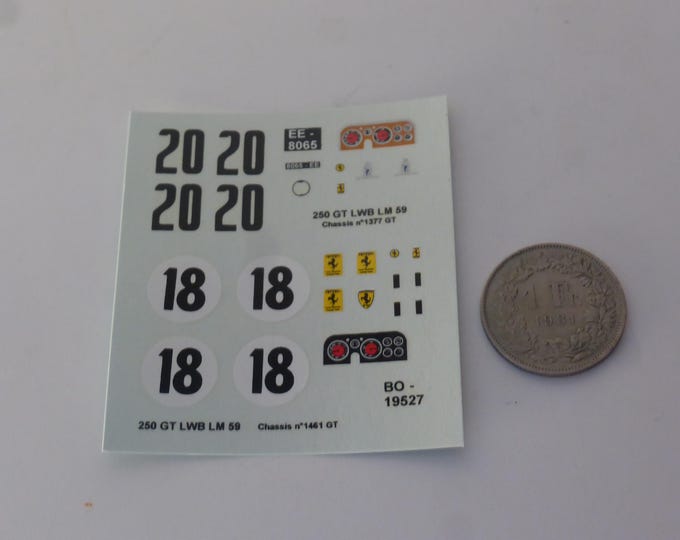 20 20
EE -
8065
8065 - EE
20 20
250 GT LWB LM 59
Chassis n°1377 GT
18 18
18 18
BO -
19527
250 GT LWB LM 59 Chassis n°1461 GT
1 Fr.
1981